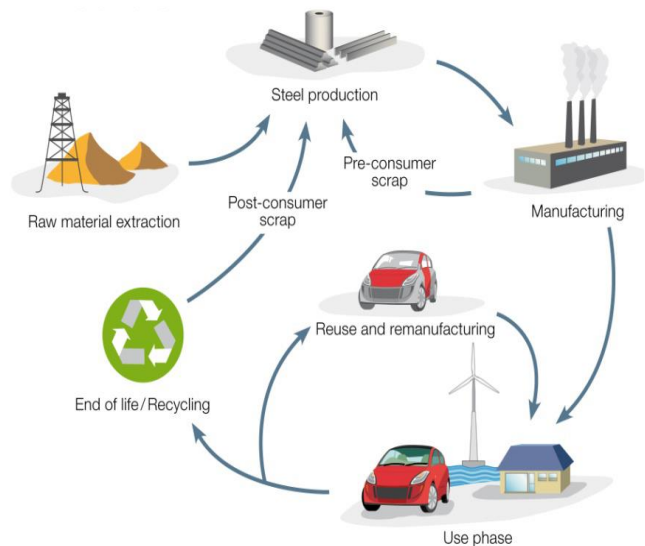 Steel production
Pre-consumer
scrap
Post-consumer
scrap
Raw material extraction
Manufacturing
Reuse and remanufacturing
End of life/Recycling
Use phase